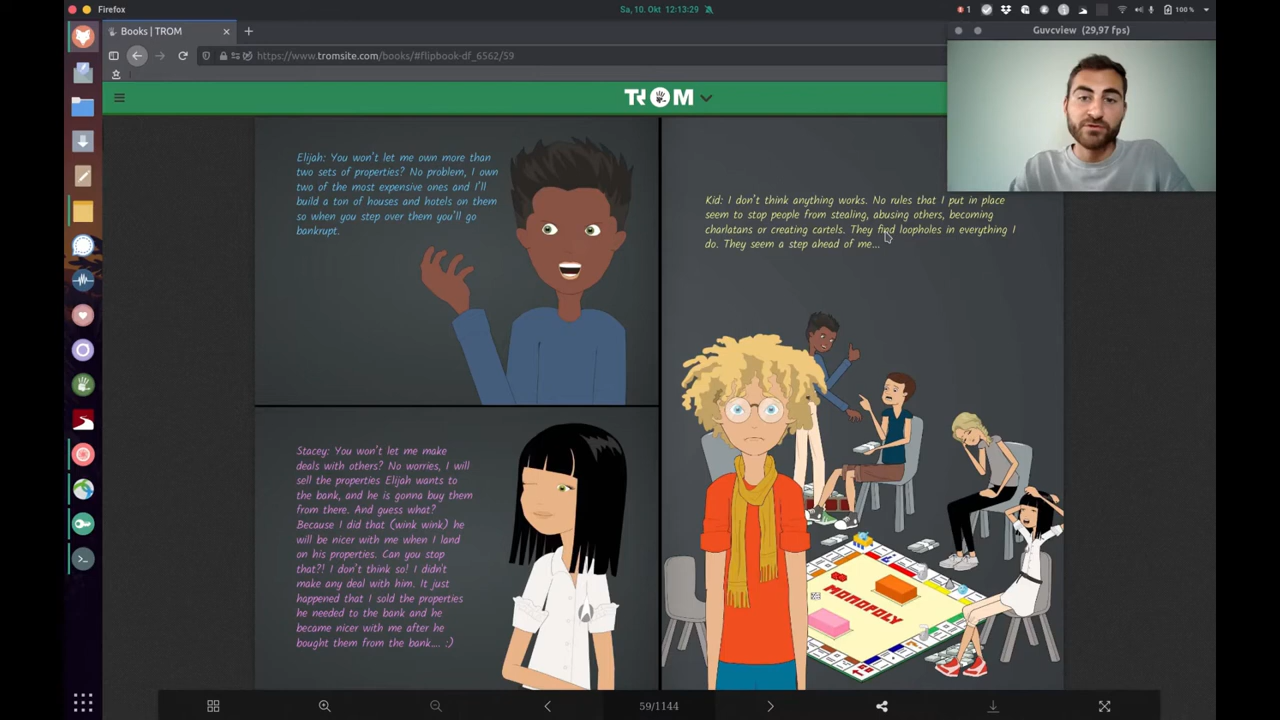 Firefox
Sa, 10. Okt 12:13:29
1
100 %
Guvcview (29,97 fps)
Books | TROM
https://www.tromsite.com/books/#flipbook-df_6562/59
TROM
Elijah: You won't let me own more than
two sets of properties? No problem, I own
two of the most expensive ones and I'll
build a ton of houses and hotels on them
so when you step over them you'll go
bankrupt.
Kid: I don't think anything works. No rules that I put in place
seem to stop people from stealing, abusing others, becoming
charlatans or creating cartels. They find loopholes in everything I
do. They seem a step ahead of me...
Stacey: You won't let me make
deals with others? No worries, I will
sell the properties Elijah wants to
the bank, and he is gonna buy them
from there. And guess what?
Because I did that (wink wink) he
will be nicer with me when I land
on his properties. Can you stop
that?! I don't think so! I didn't
make any deal with him. It just
happened that I sold the properties
he needed to the bank and he
became nicer with me after he
bought them from the bank.... :)
MONOPOLY
59/1144